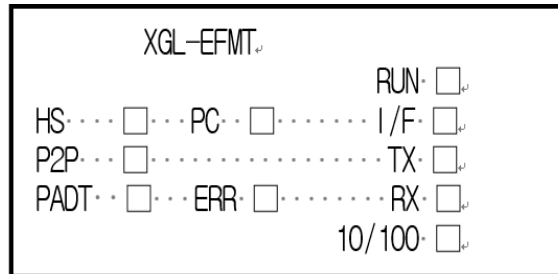 XGL-EFMT
RUN □
HS □ PC □ I/F □
P2P □ TX □
PADT □ ERR □ RX □
10/100 □